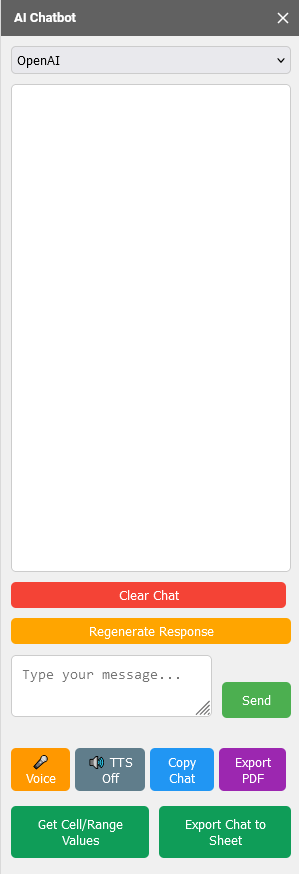 AI Chatbot
OpenAI
Clear Chat
Regenerate Response
Type your message...
Send
Voice
TTS
Off
Copy
Chat
Export
PDF
Get Cell/Range
Values
Export Chat to
Sheet